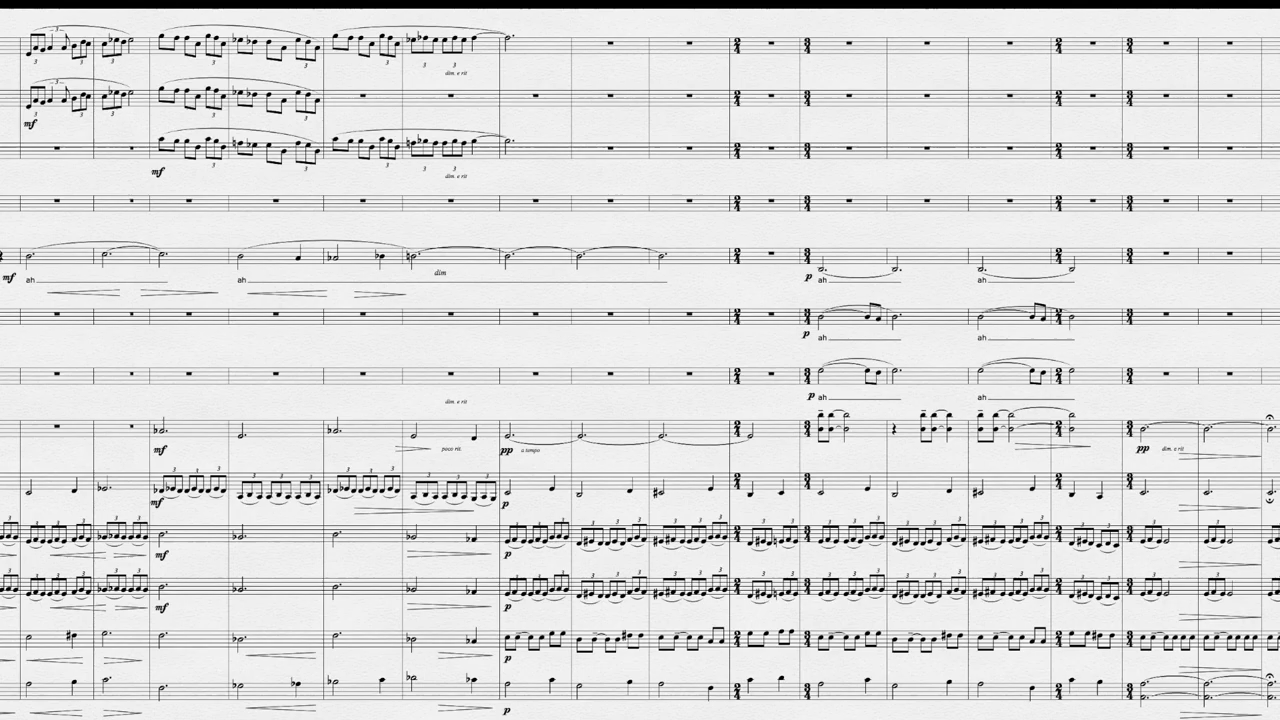 dim. e rit
mf
mf
dim. e rit
mf
ah
ah
dim
p
ah
ah
p
ah
ah
dim. e rit
p
ah
ah
mf
poco rit.
pp
a tempo
pp
dim. e rit
mf
p
mf
p
mf
p
p
p